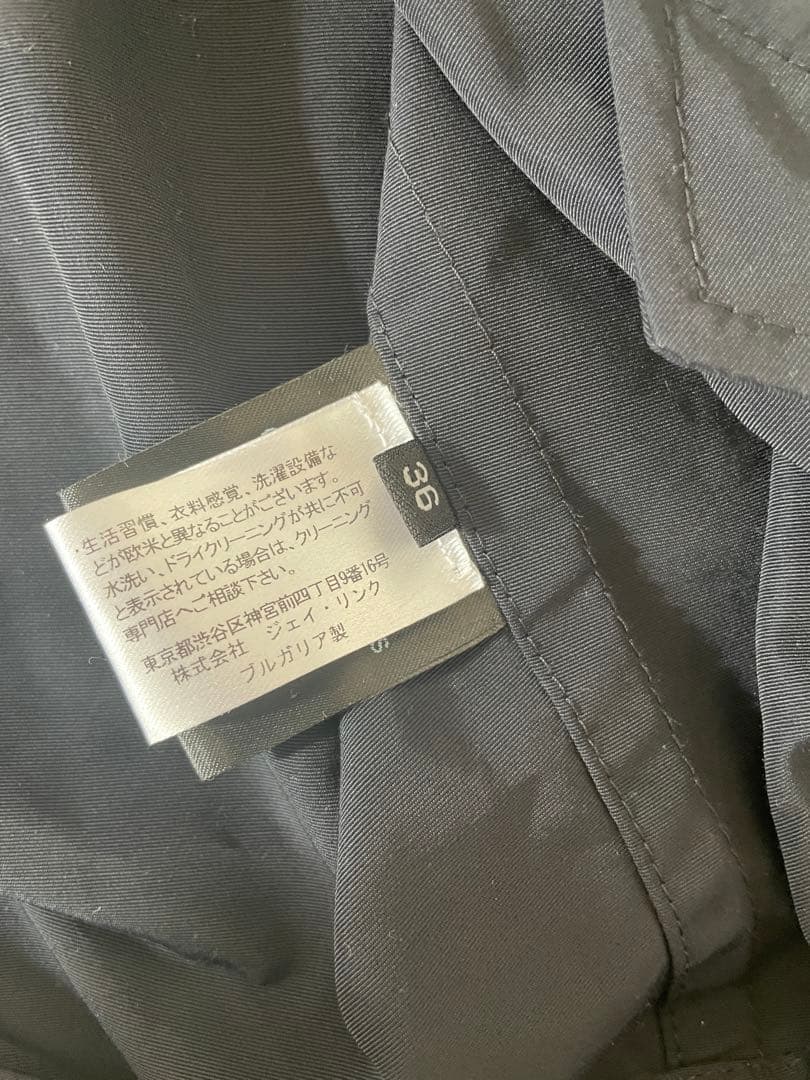 ・生活習慣、衣料感覚、洗濯設備な
どが欧米と異なることがございます。
水洗い、ドライクリーニングが共に不可
と表示されている場合は、クリーニング
専門店へご相談下さい。
東京都渋谷区神宮前四丁目9番16号
株式会社　ジェイ・リンク
ブルガリア製
36